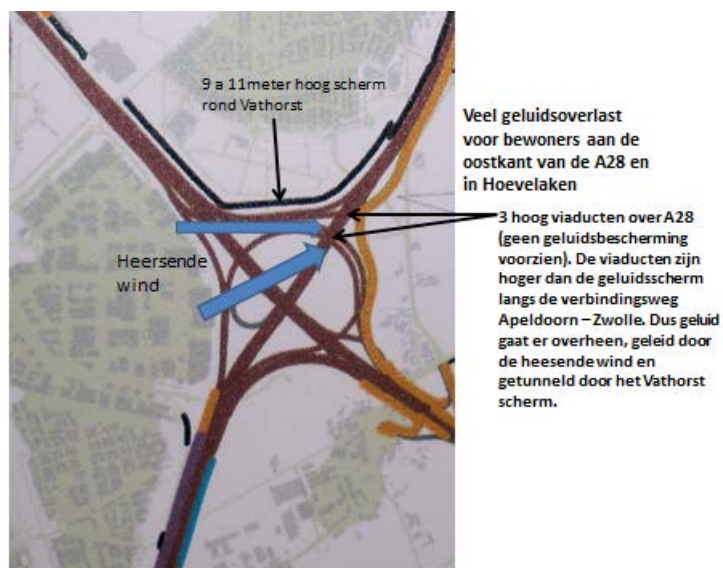 9 a 11meter hoog scherm
rond Vathorst
Veel geluidsoverlast
voor bewoners aan de
oostkant van de A28 en
in Hoevelaken
3 hoog viaducten over A28
(geen geluidsbescherming
voorzien). De viaducten zijn
hoger dan de geluidsscherm
langs de verbindingsweg
Apeldoorn – Zwolle. Dus geluid
gaat er overheen, geleid door
de heesende wind en
getunneld door het Vathorst
scherm.
Heersende
wind